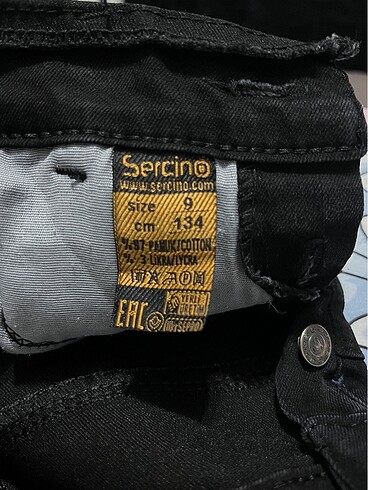 Sercino
www.sercino.com
size 9
cm 134
%97 PAMUK/COTTON
% 3 LİKRA/LYCRA
EAC